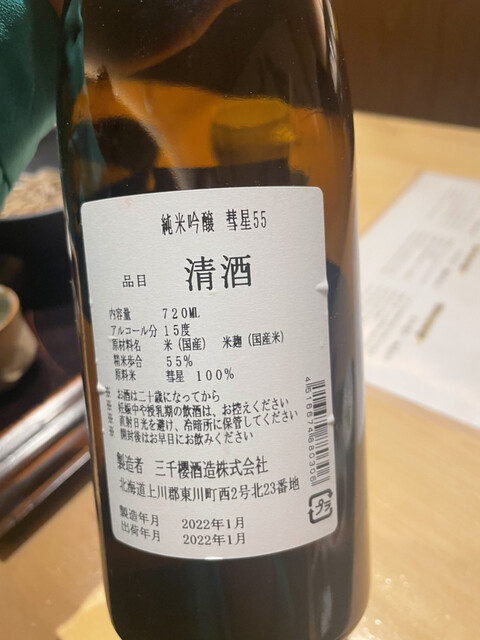 純米吟醸 彗星55
品目 清酒
内容量 720ML
アルコール分 15度
原材料名 米(国産) 米麹(国産米)
精米歩合 55%
原料米 彗星 100%
※ お酒は二十歳になってから
※ 妊娠中や授乳期の飲酒は、お控えください
※ 直射日光を避け、冷暗所に保管してください
※ 開封後はお早目にお飲みください
製造者 三千櫻酒造株式会社
北海道上川郡東川町西2号北23番地
製造年月 2022年1月
出荷年月 2022年1月
プラ